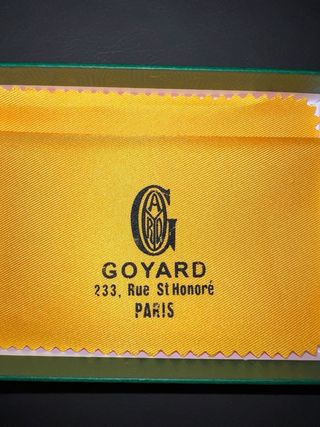 GOYARD
233, Rue St Honoré
PARIS